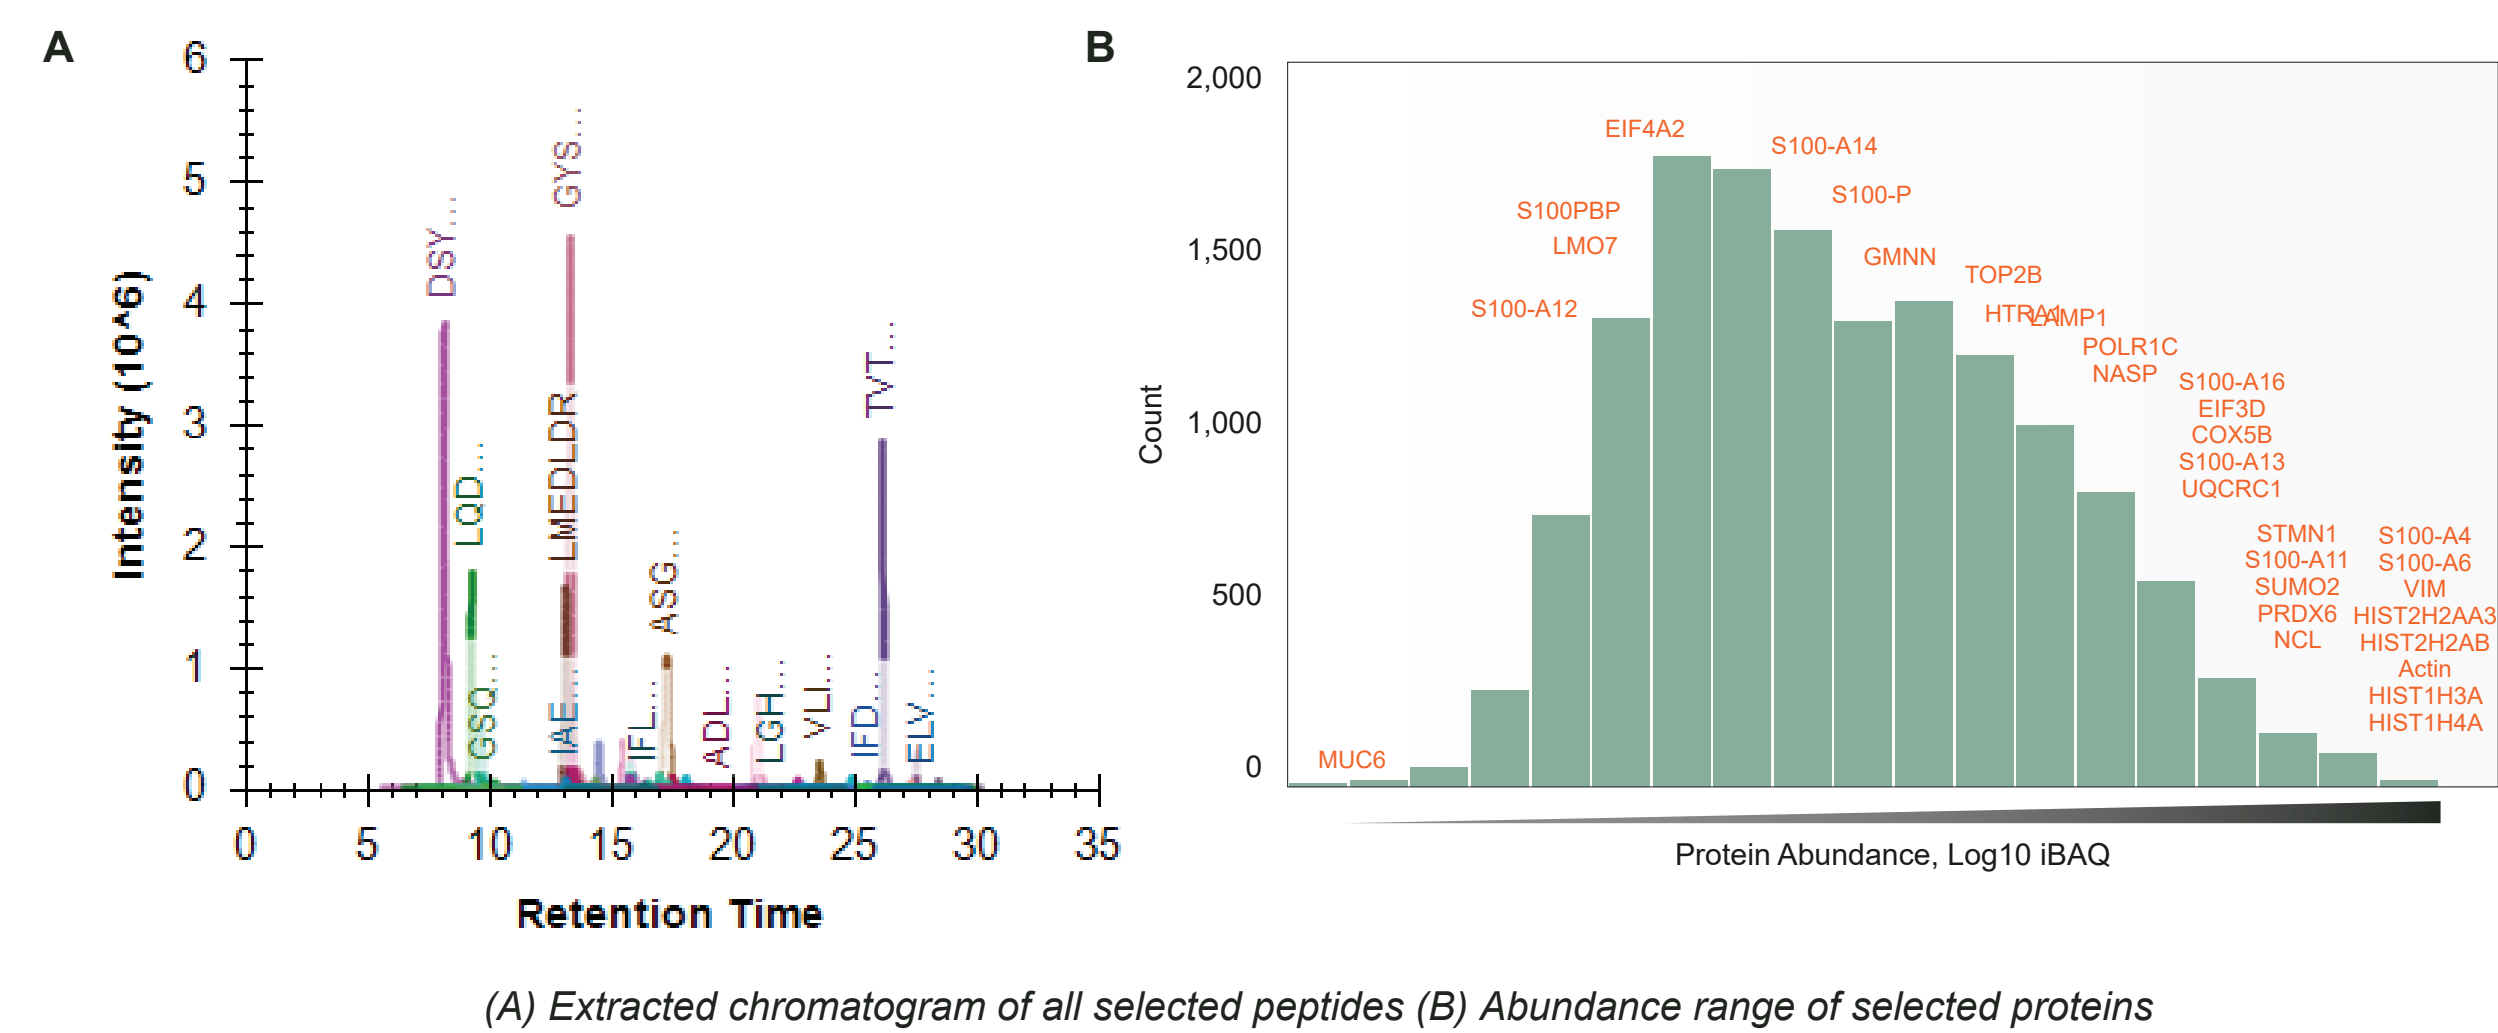 A
6
5
4
3
2
1
0
Intensity (10^6)
DSY...
LQD...
GSQ...
GYS...
LMEDLDR
IAE...
IFL...
ASG...
ADL...
LGH...
VLI...
TVT...
IFD...
ELV...
0 5 10 15 20 25 30 35
Retention Time
B
2,000
1,500
1,000
500
0
Count
EIF4A2
S100-A14
S100-P
S100PBP
LMO7
GMNN
TOP2B
S100-A12
HTRA1
LAMP1
POLR1C
NASP
S100-A16
EIF3D
COX5B
S100-A13
UQCRC1
STMN1
S100-A11
SUMO2
PRDX6
NCL
S100-A4
S100-A6
VIM
HIST2H2AA3
HIST2H2AB
Actin
HIST1H3A
HIST1H4A
MUC6
Protein Abundance, Log10 iBAQ
(A) Extracted chromatogram of all selected peptides (B) Abundance range of selected proteins